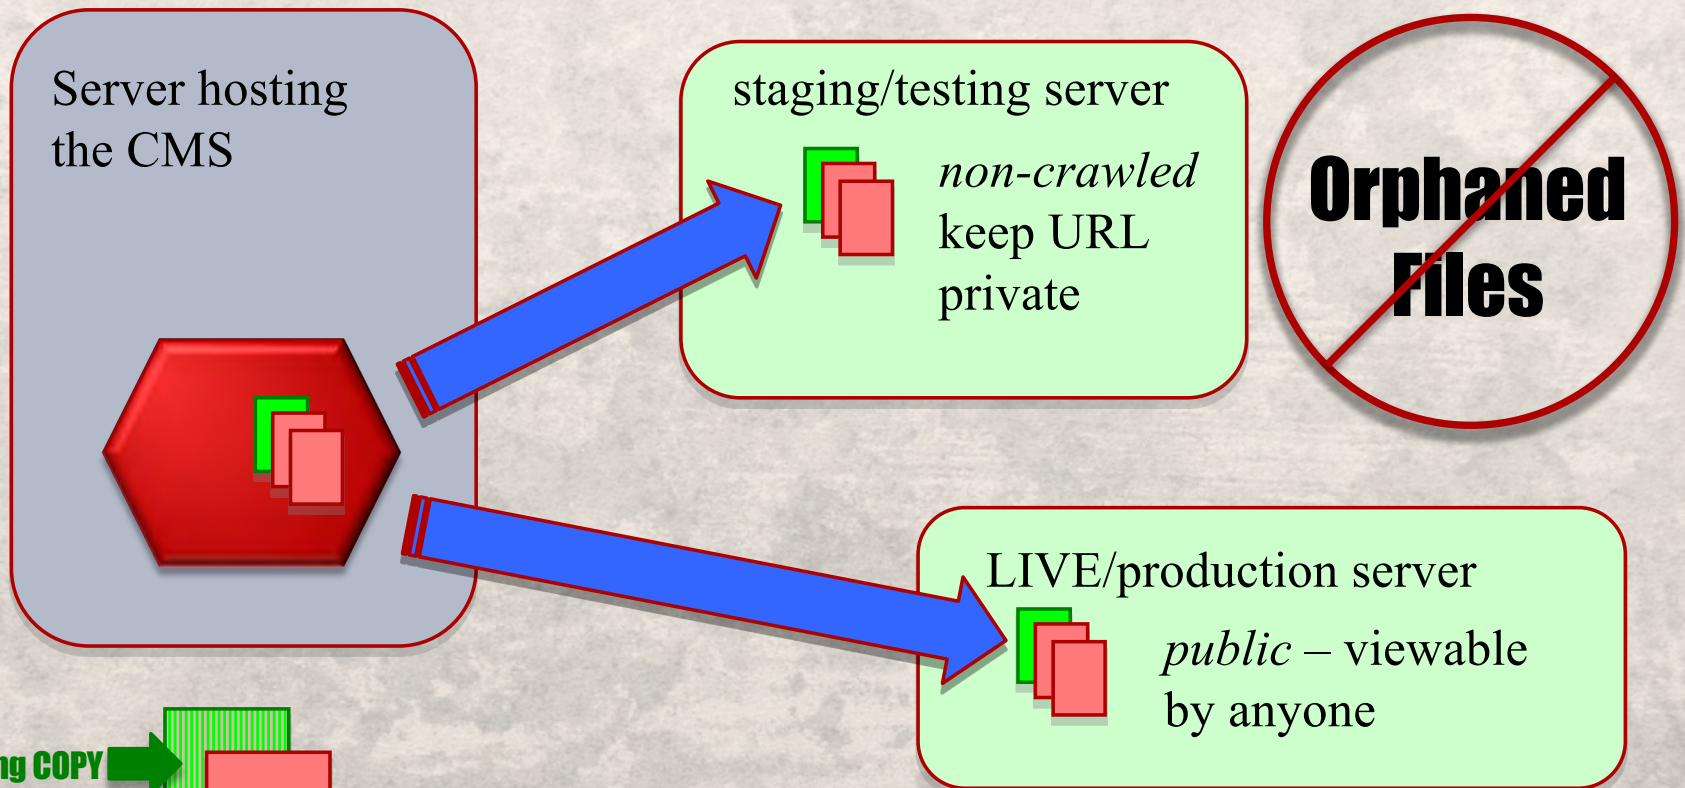 Server hosting
the CMS
staging/testing server
non-crawled
keep URL
private
Orphaned
Files
LIVE/production server
public – viewable
by anyone
COPY